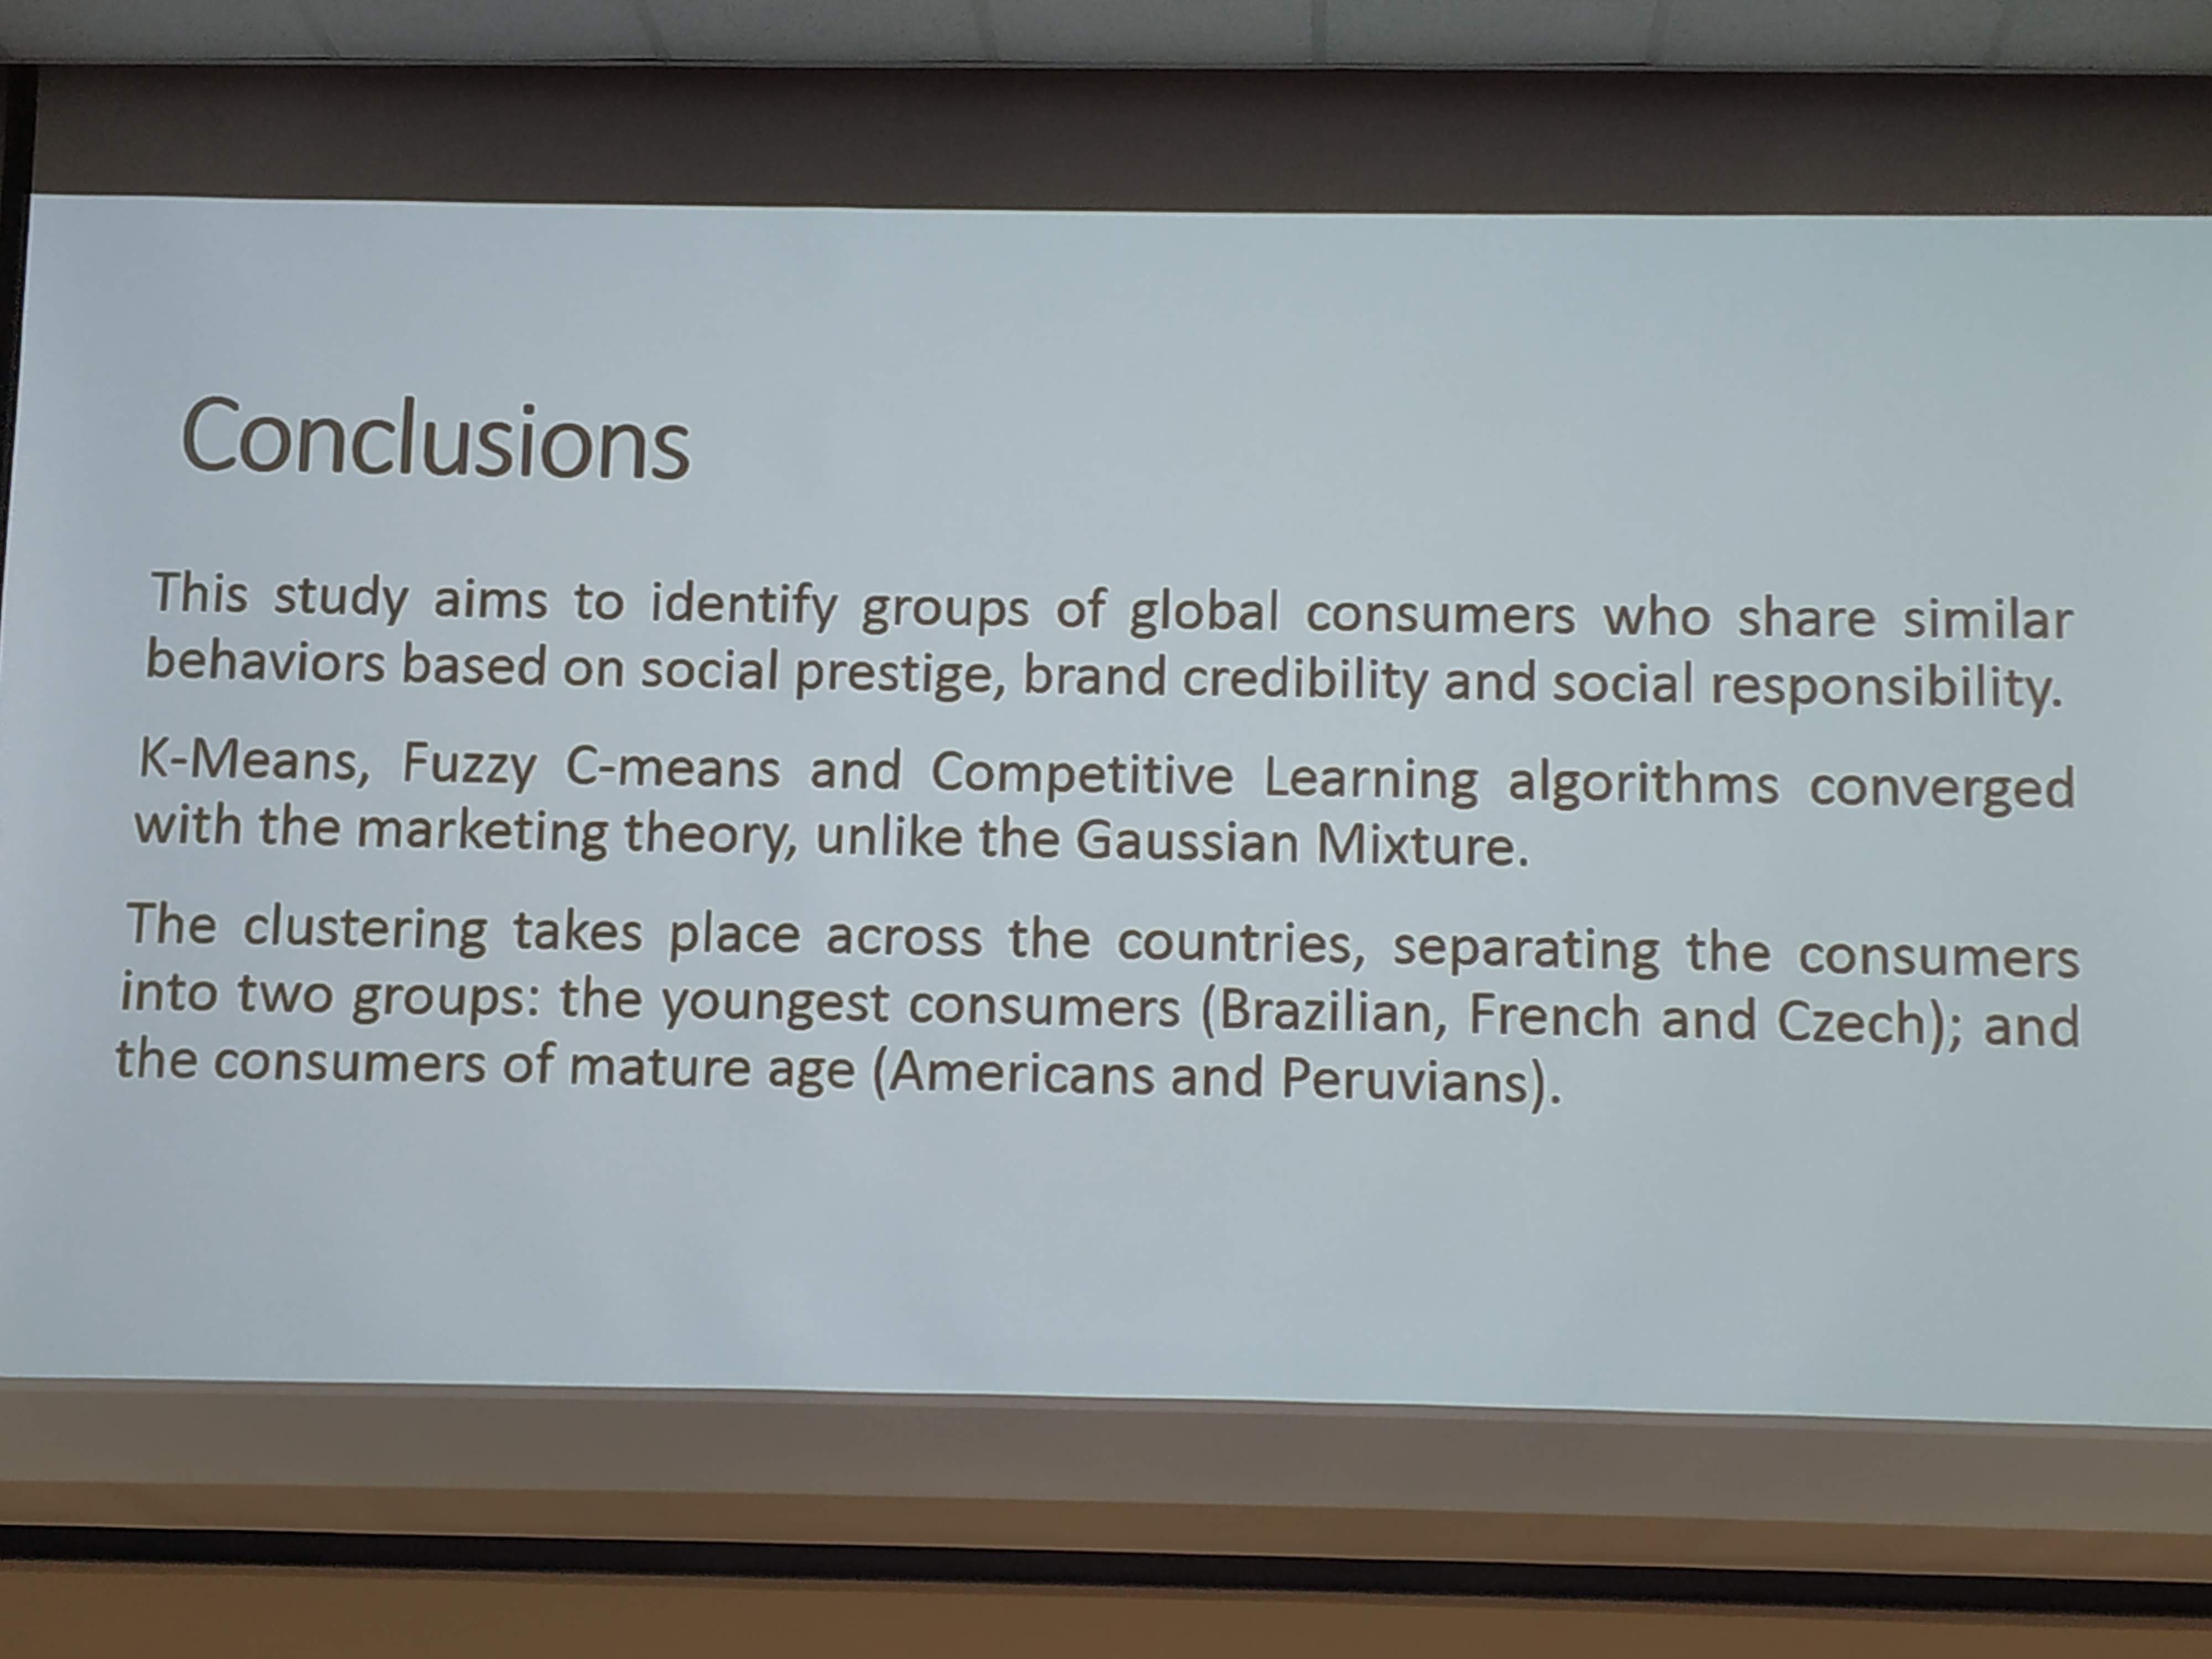 Conclusions
This study aims to identify groups of global consumers who share similar
behaviors based on social prestige, brand credibility and social responsibility.
K-Means, Fuzzy C-means and Competitive Learning algorithms converged
with the marketing theory, unlike the Gaussian Mixture.
The clustering takes place across the countries, separating the consumers
into two groups: the youngest consumers (Brazilian, French and Czech); and
the consumers of mature age (Americans and Peruvians).